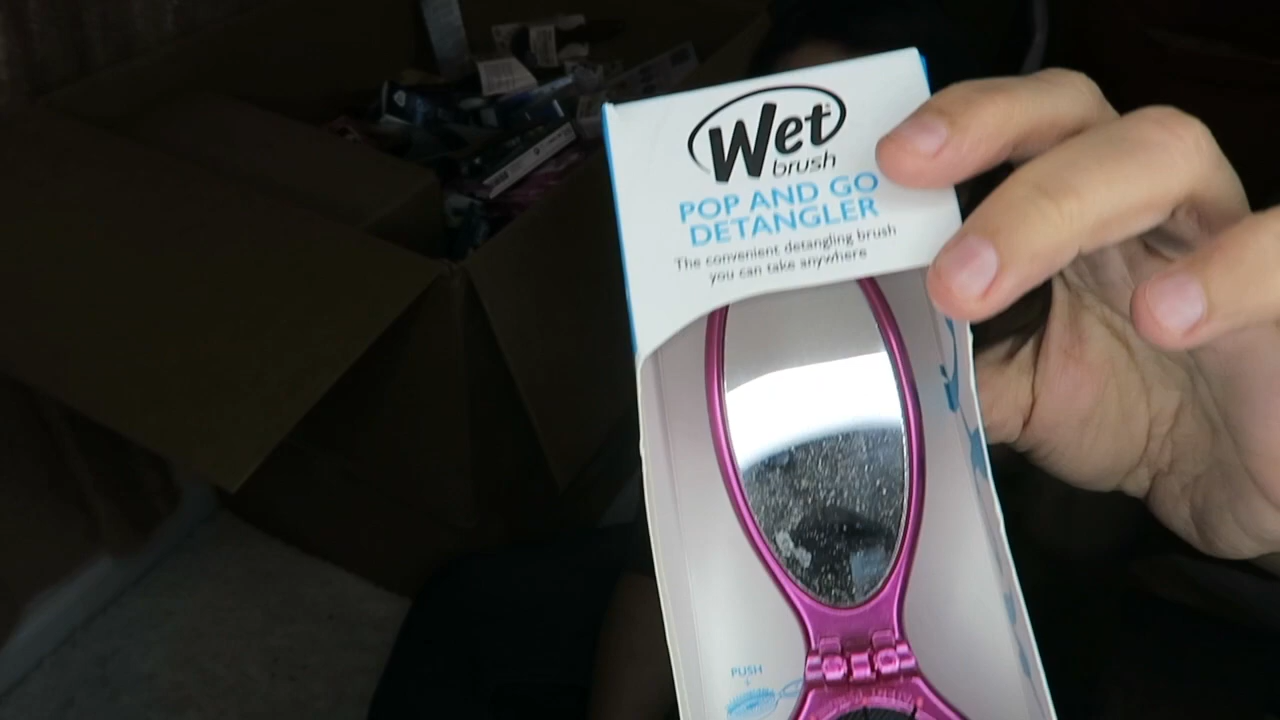 Wet
brush
POP AND GO
DETANGLER
The convenient detangling brush
you can take anywhere
PUSH
+